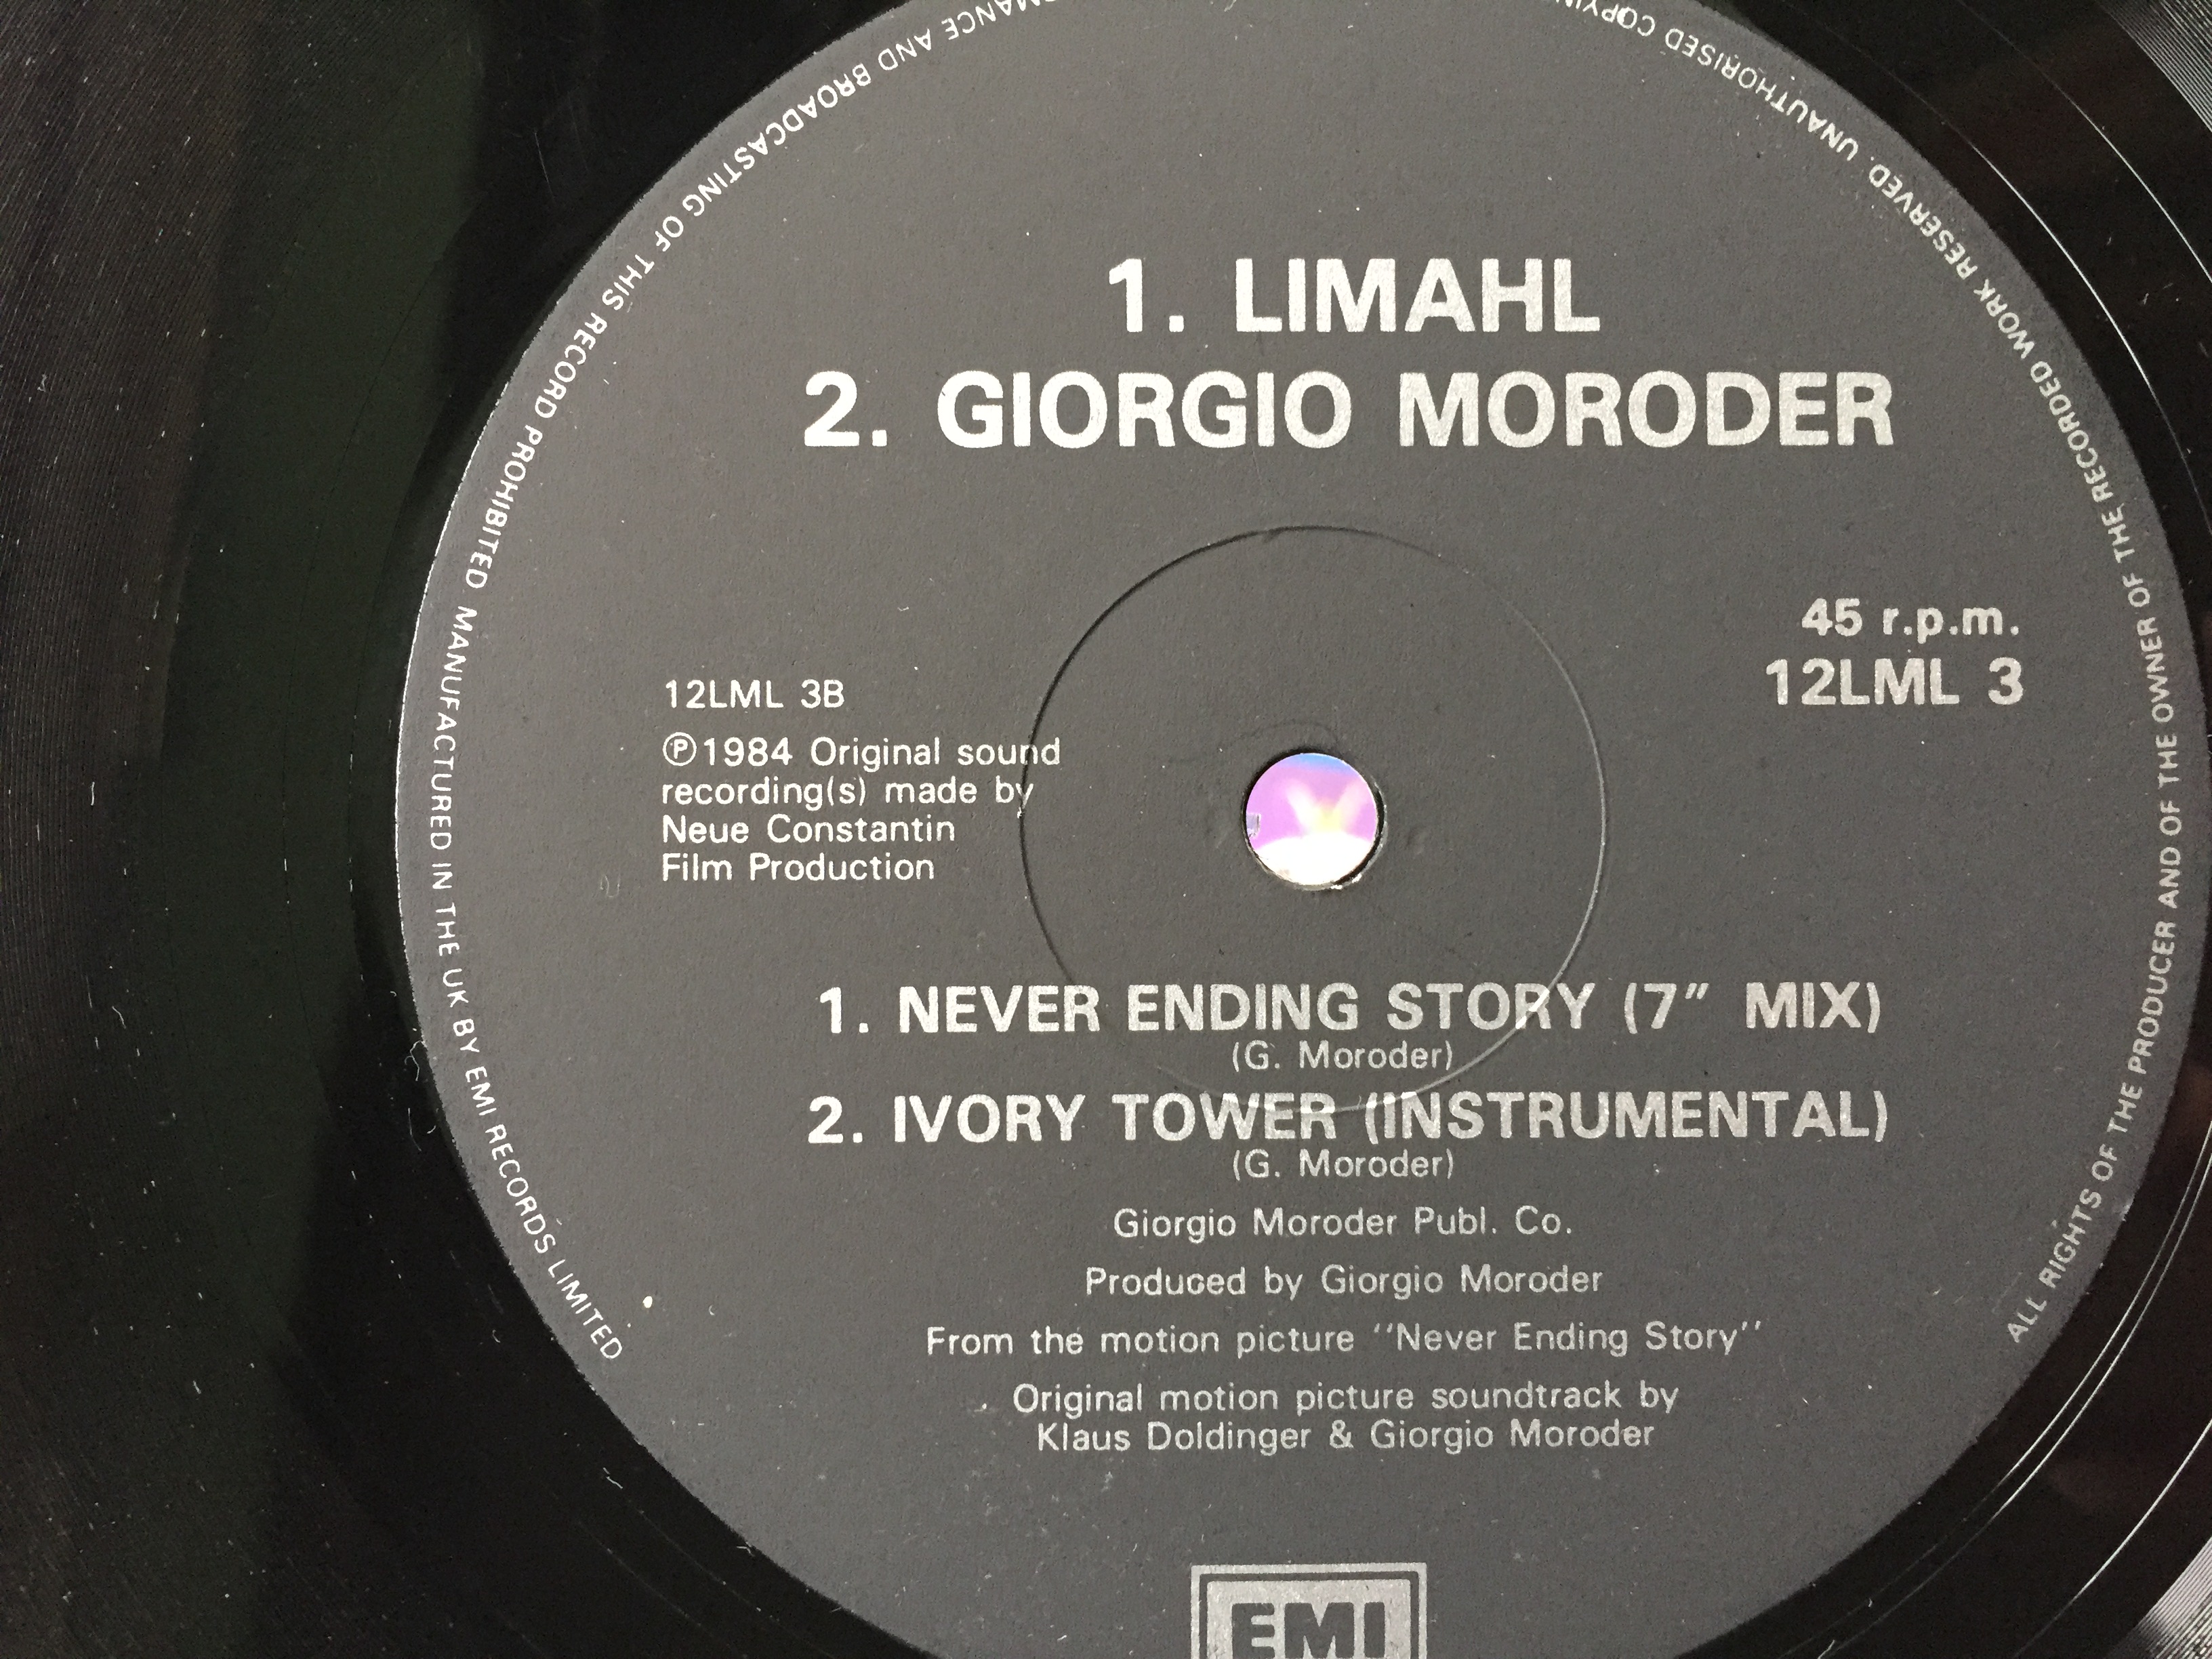 1. LIMAHL
2. GIORGIO MORODER
45 r.p.m.
12LML 3
12LML 3B
Ⓟ1984 Original sound
recording(s) made by
Neue Constantin
Film Production
1. NEVER ENDING STORY (7" MIX)
(G. Moroder)
2. IVORY TOWER (INSTRUMENTAL)
(G. Moroder)
Giorgio Moroder Publ. Co.
Produced by Giorgio Moroder
From the motion picture ''Never Ending Story''
Original motion picture soundtrack by
Klaus Doldinger & Giorgio Moroder
EMI
ALL RIGHTS OF THE PRODUCER AND OF THE OWNER OF THE RECORDED WORK RESERVED. UNAUTHORISED
AND BROADCASTING OF THIS RECORD PROHIBITED MANUFACTURED IN THE UK BY EMI RECORDS LIMITED